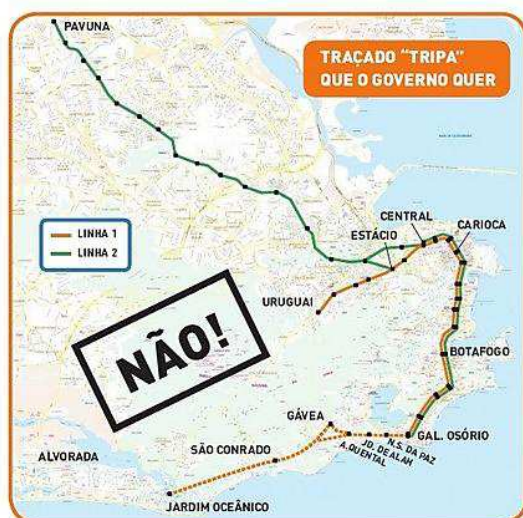 PAVUNA
TRAÇADO "TRIPA"
QUE O GOVERNO QUER
LINHA 1
LINHA 2
CENTRAL
ESTÁCIO
CARIOCA
URUGUAI
NÃO!
BOTAFOGO
GÁVEA
GAL. OSÓRIO
N.S. DA PAZ
JD. DE ALAH
A.QUENTAL
SÃO CONRADO
ALVORADA
JARDIM OCEÂNICO